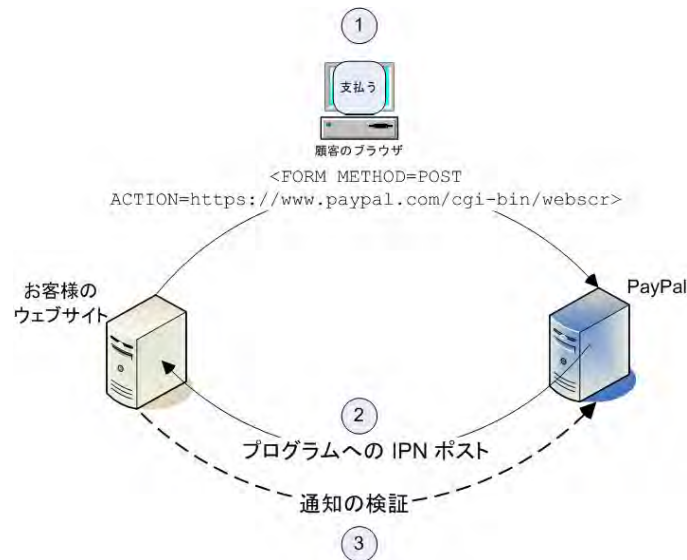 1
支払う
顧客のブラウザ
<FORM METHOD=POST
ACTION=https://www.paypal.com/cgi-bin/webscr>
お客様の
ウェブサイト
PayPal
2
プログラムへの IPN ポスト
通知の検証
3